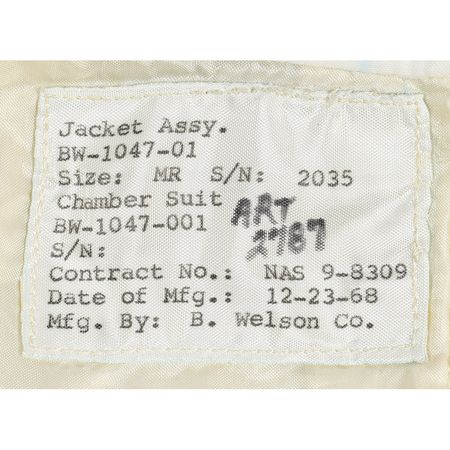 Jacket Assy.
BW-1047-01
Size: MR S/N: 2035
Chamber Suit
BW-1047-001
S/N:
Contract No.: NAS 9-8309
Date of Mfg.: 12-23-68
Mfg. By: B. Welson Co.
ART
2787